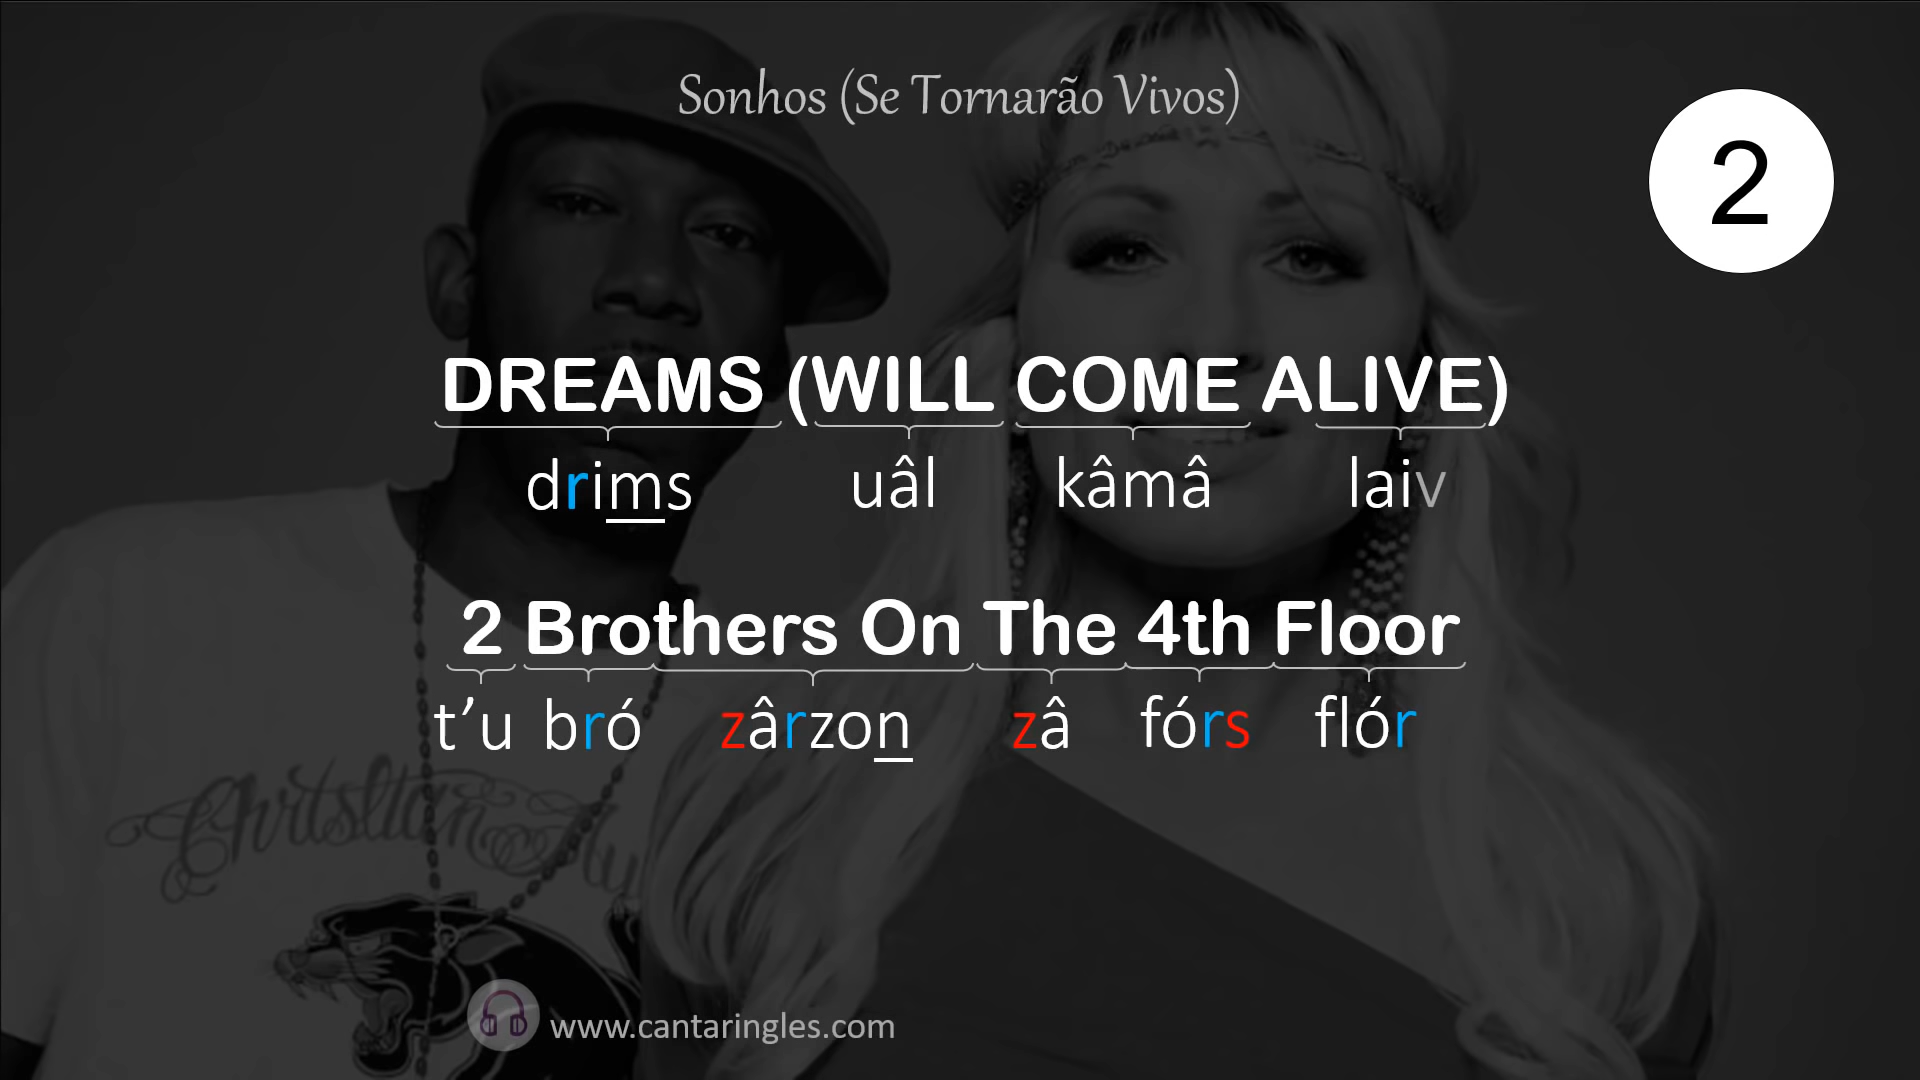 Sonhos (Se Tornarão Vivos)
2
DREAMS (WILL COME ALIVE)
drims uâl kâmâ laiv
2 Brothers On The 4th Floor
t’u bró zârzon zâ fórs flór
www.cantaringles.com